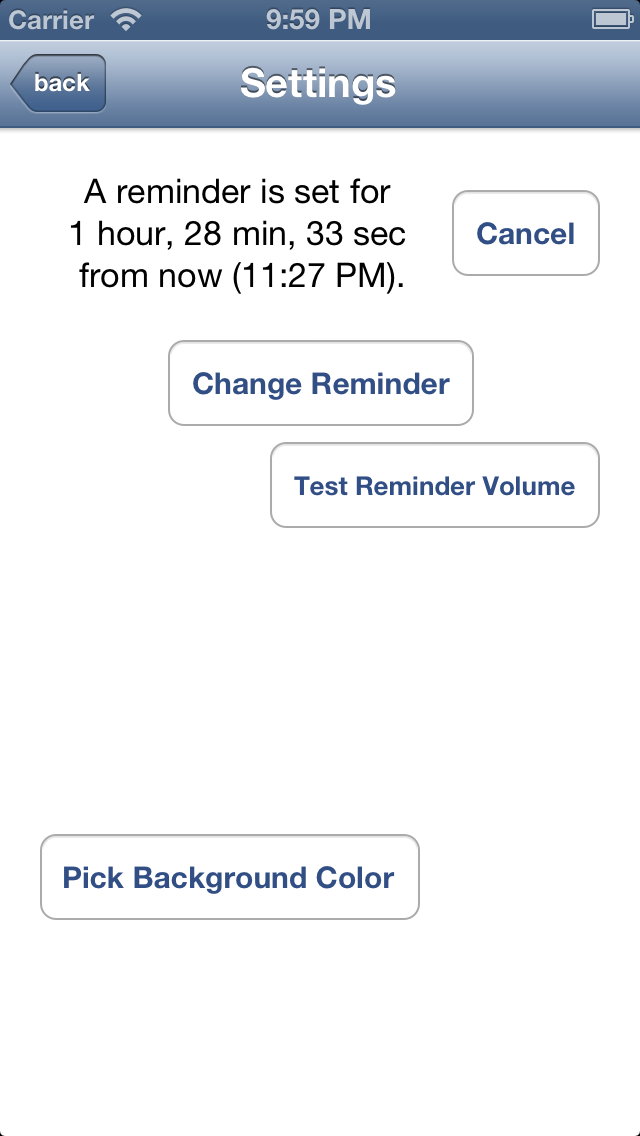 Carrier 9:59 PM
back Settings
A reminder is set for
1 hour, 28 min, 33 sec
from now (11:27 PM).
Cancel
Change Reminder
Test Reminder Volume
Pick Background Color